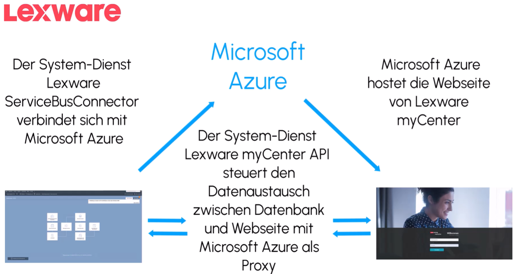 Lexware
Microsoft
Azure
Der System-Dienst
Lexware
ServiceBusConnector
verbindet sich mit
Microsoft Azure
Microsoft Azure
hostet die Webseite
von Lexware
myCenter
Der System-Dienst
Lexware myCenter API
steuert den
Datenaustausch
zwischen Datenbank
und Webseite mit
Microsoft Azure als
Proxy